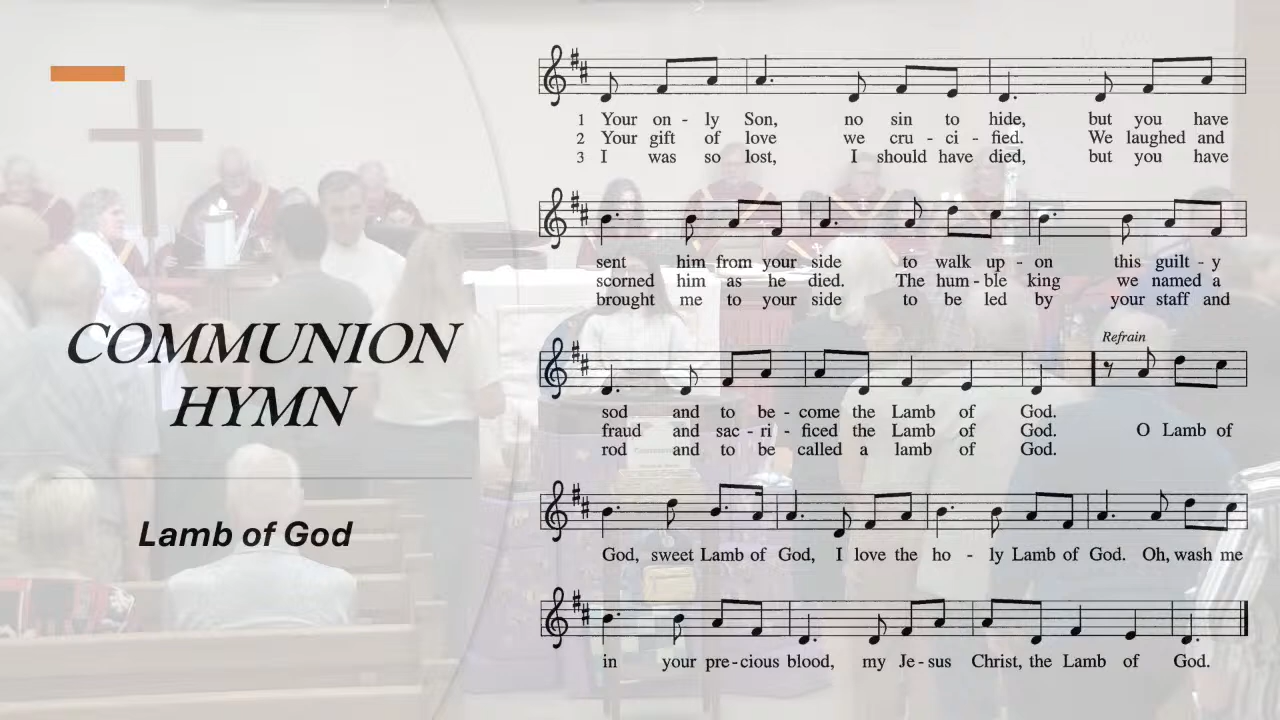 COMMUNION
HYMN
Lamb of God
1 Your on - ly Son, no sin to hide, but you have
2 Your gift of love we cru - ci - fied. We laughed and
3 I was so lost, I should have died, but you have
sent him from your side to walk up - on this guilt - y
scorned him as he died. The hum - ble king we named a
brought me to your side to be led by your staff and
Refrain
sod and to be - come the Lamb of God.
fraud and sac - ri - ficed the Lamb of God. O Lamb of
rod and to be called a lamb of God.
God, sweet Lamb of God, I love the ho - ly Lamb of God. Oh, wash me
in your pre - cious blood, my Je - sus Christ, the Lamb of God.